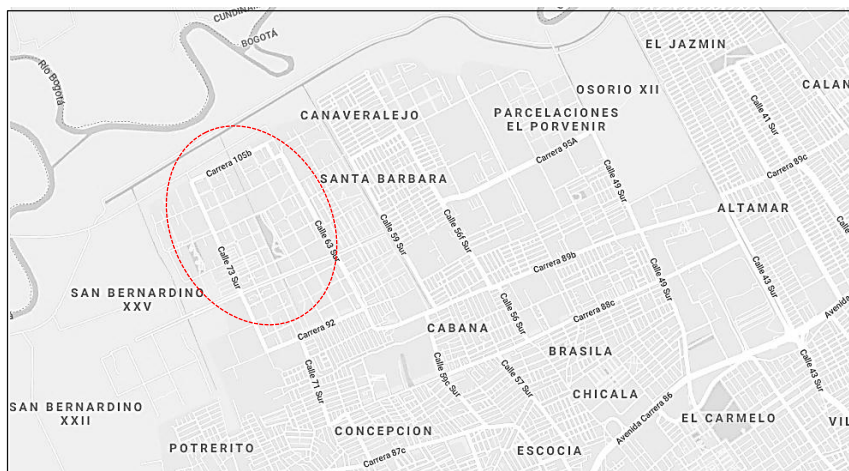 CUNDINAM
BOGOTÁ
Río Bogotá
EL JAZMIN
CALAN
OSORIO XII
CANAVERALEJO
PARCELACIONES
EL PORVENIR
Calle 41
Carrera 95A
Carrera 105b
Carrera 89c
SANTA BARBARA
Calle 49 Sur
ALTAMAR
Calle 56f Sur
Calle 59 Sur
Calle 63 Sur
Calle 73 Sur
Carrera 89b
Calle 49 Sur
Calle 43 Sur
SAN BERNARDINO
XXV
Avenida
Carrera 88c
Calle 56 Sur
CABANA
Carrera 92
BRASILA
Calle 71 Sur
Calle 59c Sur
Calle 57 Sur
Calle 43 Sur
CHICALA
SAN BERNARDINO
XXII
Avenida Carrera 86
EL CARMELO
VIL
CONCEPCION
POTRERITO
Carrera 87c
ESCOCIA